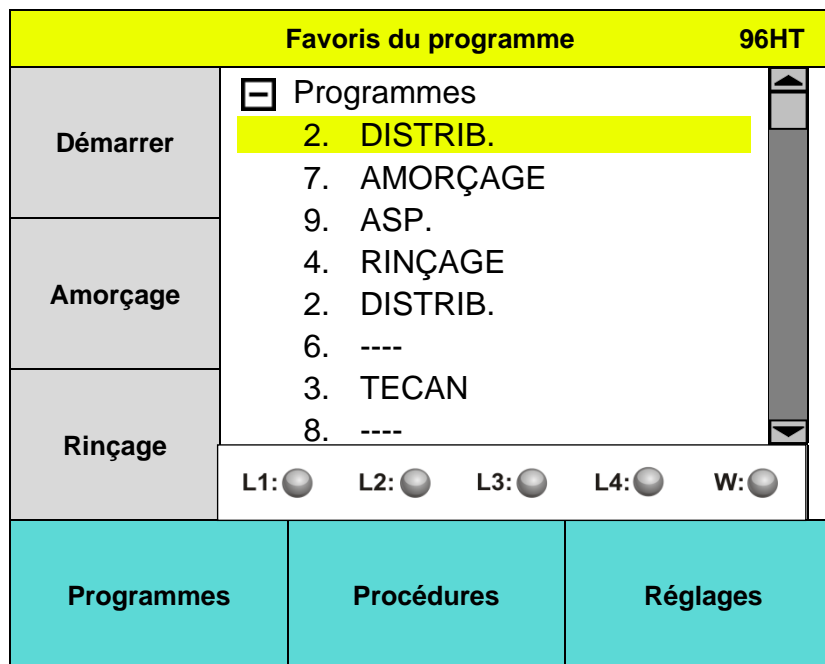 Favoris du programme 96HT
Démarrer
Amorçage
Rinçage
Programmes
2. DISTRIB.
7. AMORÇAGE
9. ASP.
4. RINÇAGE
2. DISTRIB.
6. ----
3. TECAN
8. ----
L1: L2: L3: L4: W:
Programmes Procédures Réglages